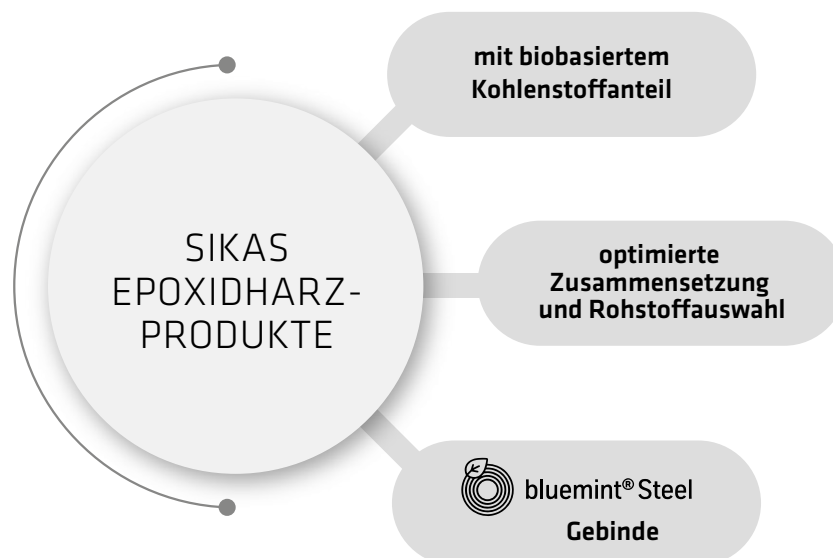 mit biobasiertem
Kohlenstoffanteil
SIKAS
EPOXIDHARZ-
PRODUKTE
optimierte
Zusammensetzung
und Rohstoffauswahl
bluemint® Steel
Gebinde